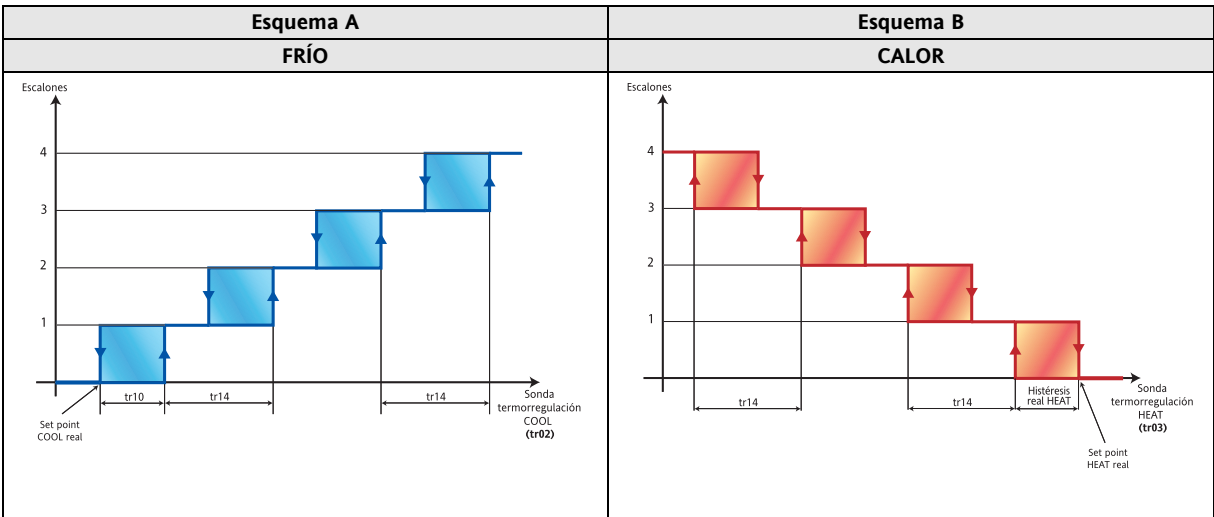 Esquema A
FRÍO
Escalones
4
3
2
1
tr10
tr14
tr14
Set point
COOL real
Sonda
termorregulación
COOL
(tr02)
Esquema B
CALOR
Escalones
4
3
2
1
tr14
tr14
Histéresis
real HEAT
Sonda
termorregulación
HEAT
(tr03)
Set point
HEAT real